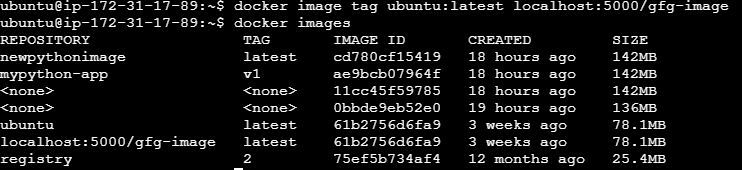 ubuntu@ip-172-31-17-89:~$ docker image tag ubuntu:latest localhost:5000/gfg-image
ubuntu@ip-172-31-17-89:~$ docker images
REPOSITORY TAG IMAGE ID CREATED SIZE
newpythonimage latest cd780cf15419 18 hours ago 142MB
mypython-app v1 ae9bcb07964f 18 hours ago 142MB
<none> <none> 11cc45f59785 18 hours ago 142MB
<none> <none> 0bbde9eb52e0 19 hours ago 136MB
ubuntu latest 61b2756d6fa9 3 weeks ago 78.1MB
localhost:5000/gfg-image latest 61b2756d6fa9 3 weeks ago 78.1MB
registry 2 75ef5b734af4 12 months ago 25.4MB